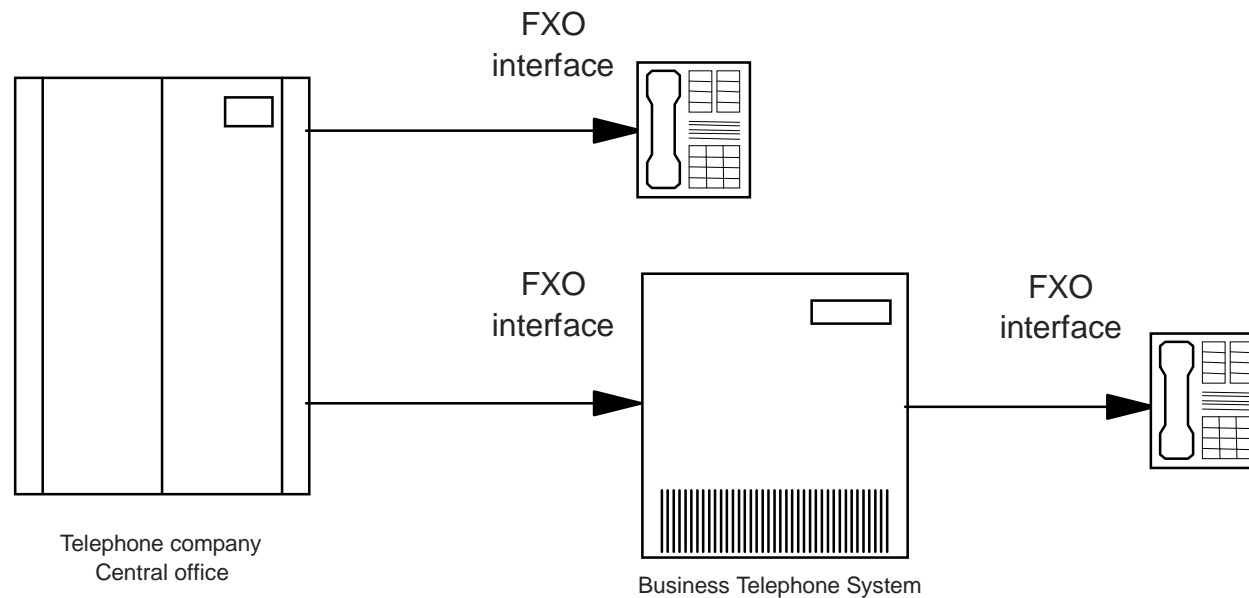 FXO
interface
FXO
interface
FXO
interface
Telephone company
Central office
Business Telephone System